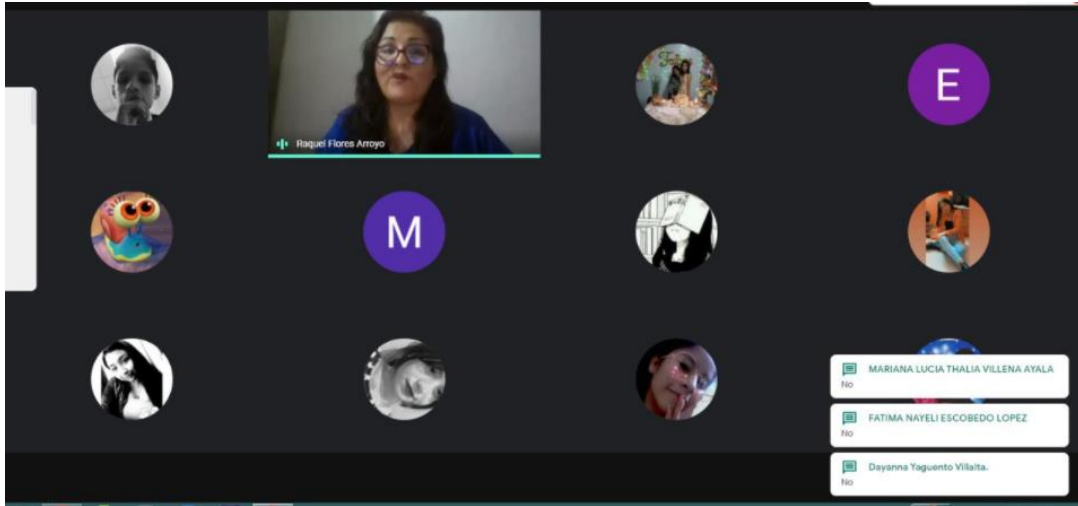 E
Raquel Flores Arroyo
M
MARIANA LUCIA THALIA VILLENA AYALA
No
FATIMA NAYELI ESCOBEDO LOPEZ
No
Dayanna Yaguento Villalta.
No